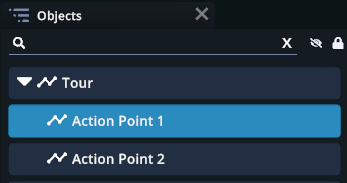 Objects
X
Tour
Action Point 1
Action Point 2